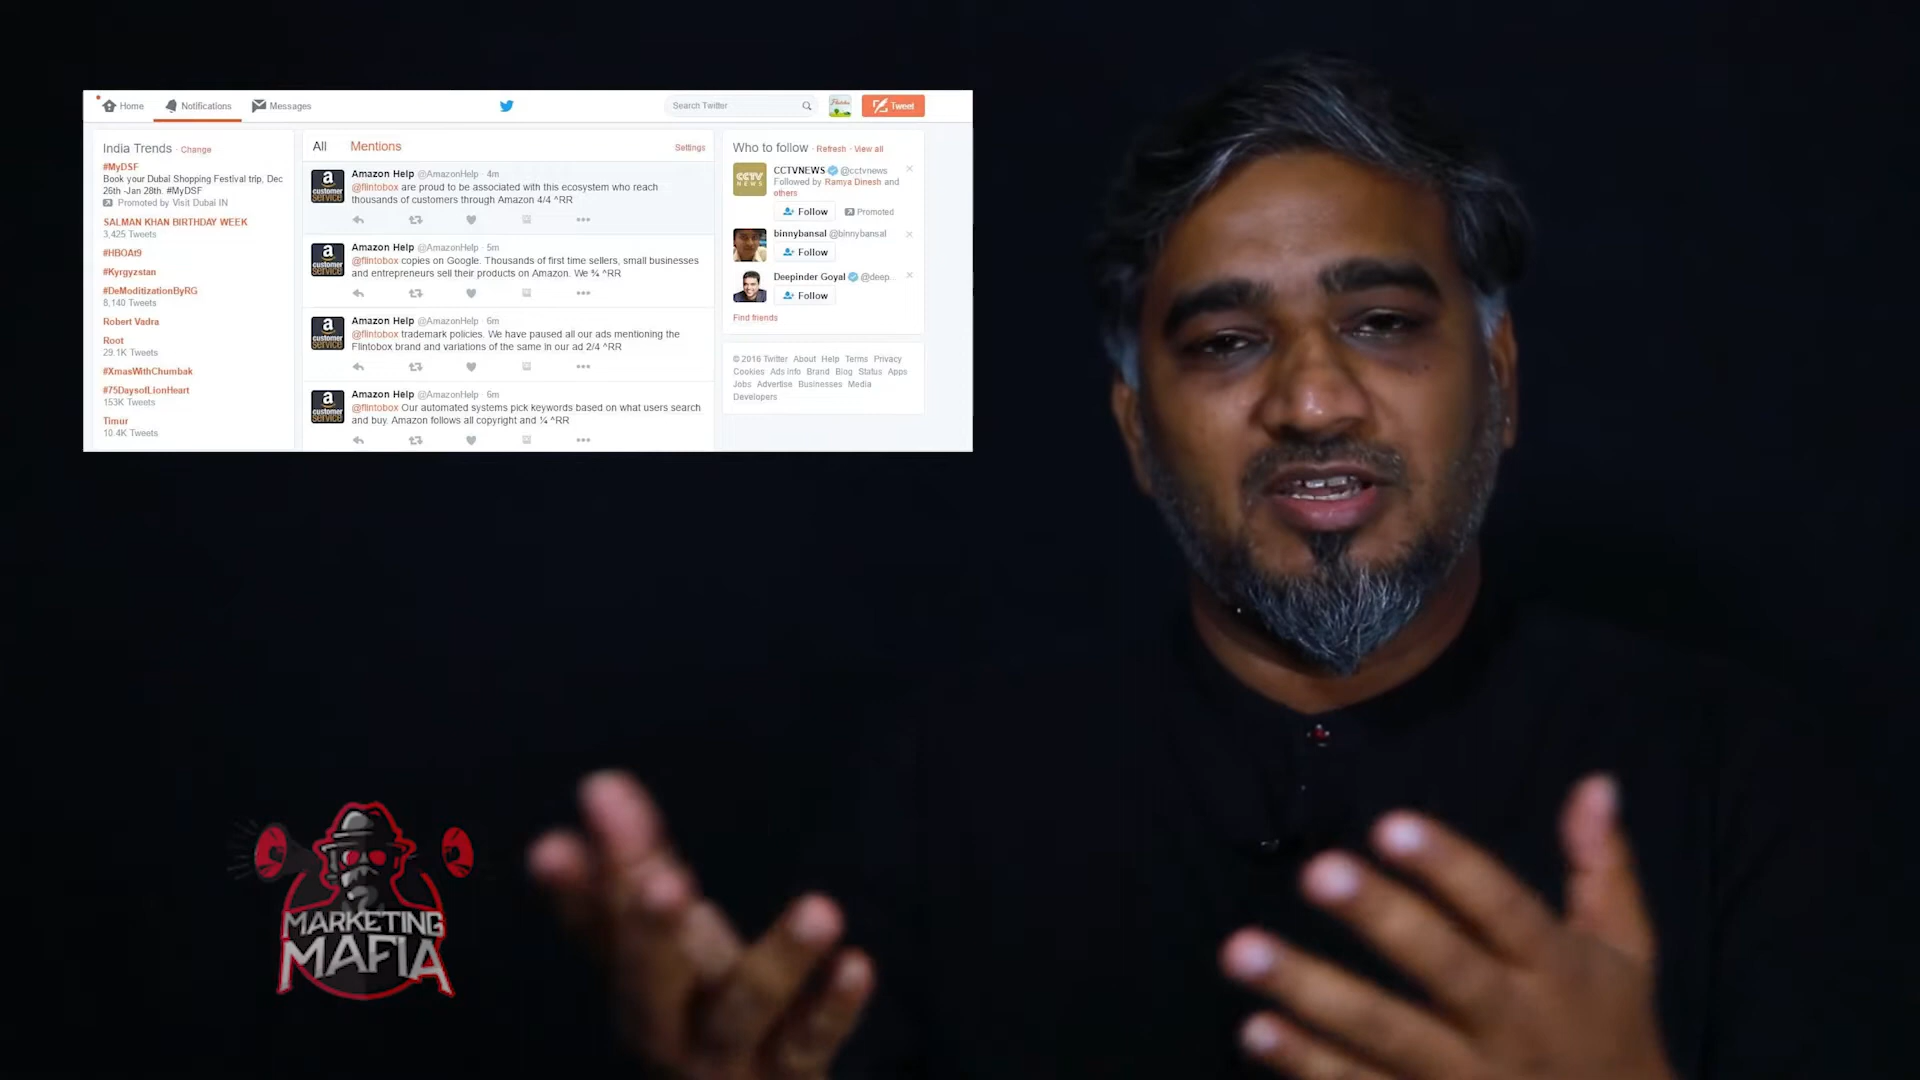 Home Notifications Messages Search Twitter Tweet
India Trends · Change
#MyDSF
Book your Dubai Shopping Festival trip, Dec
26th -Jan 28th. #MyDSF
Promoted by Visit Dubai IN
SALMAN KHAN BIRTHDAY WEEK
3,425 Tweets
#HBOAt9
#Kyrgyzstan
#DeModitizationByRG
8,140 Tweets
Robert Vadra
Root
29.1K Tweets
#XmasWithChumbak
#75DaysofLionHeart
153K Tweets
Timur
10.4K Tweets
All Mentions Settings
a
customer
service
Amazon Help @AmazonHelp · 4m
@flintobox are proud to be associated with this ecosystem who reach
thousands of customers through Amazon 4/4 ^RR
a
customer
service
Amazon Help @AmazonHelp · 5m
@flintobox copies on Google. Thousands of first time sellers, small businesses
and entrepreneurs sell their products on Amazon. We ¾ ^RR
a
customer
service
Amazon Help @AmazonHelp · 6m
@flintobox trademark policies. We have paused all our ads mentioning the
Flintobox brand and variations of the same in our ad 2/4 ^RR
a
customer
service
Amazon Help @AmazonHelp · 6m
@flintobox Our automated systems pick keywords based on what users search
and buy. Amazon follows all copyright and ¼ ^RR
Who to follow · Refresh · View all
CCTV
NEWS
CCTVNEWS @cctvnews
Followed by Ramya Dinesh and
others
Follow Promoted
binnybansal @binnybansal
Follow
Deepinder Goyal @deep...
Follow
Find friends
© 2016 Twitter About Help Terms Privacy
Cookies Ads info Brand Blog Status Apps
Jobs Advertise Businesses Media
Developers
MARKETING
MAFIA